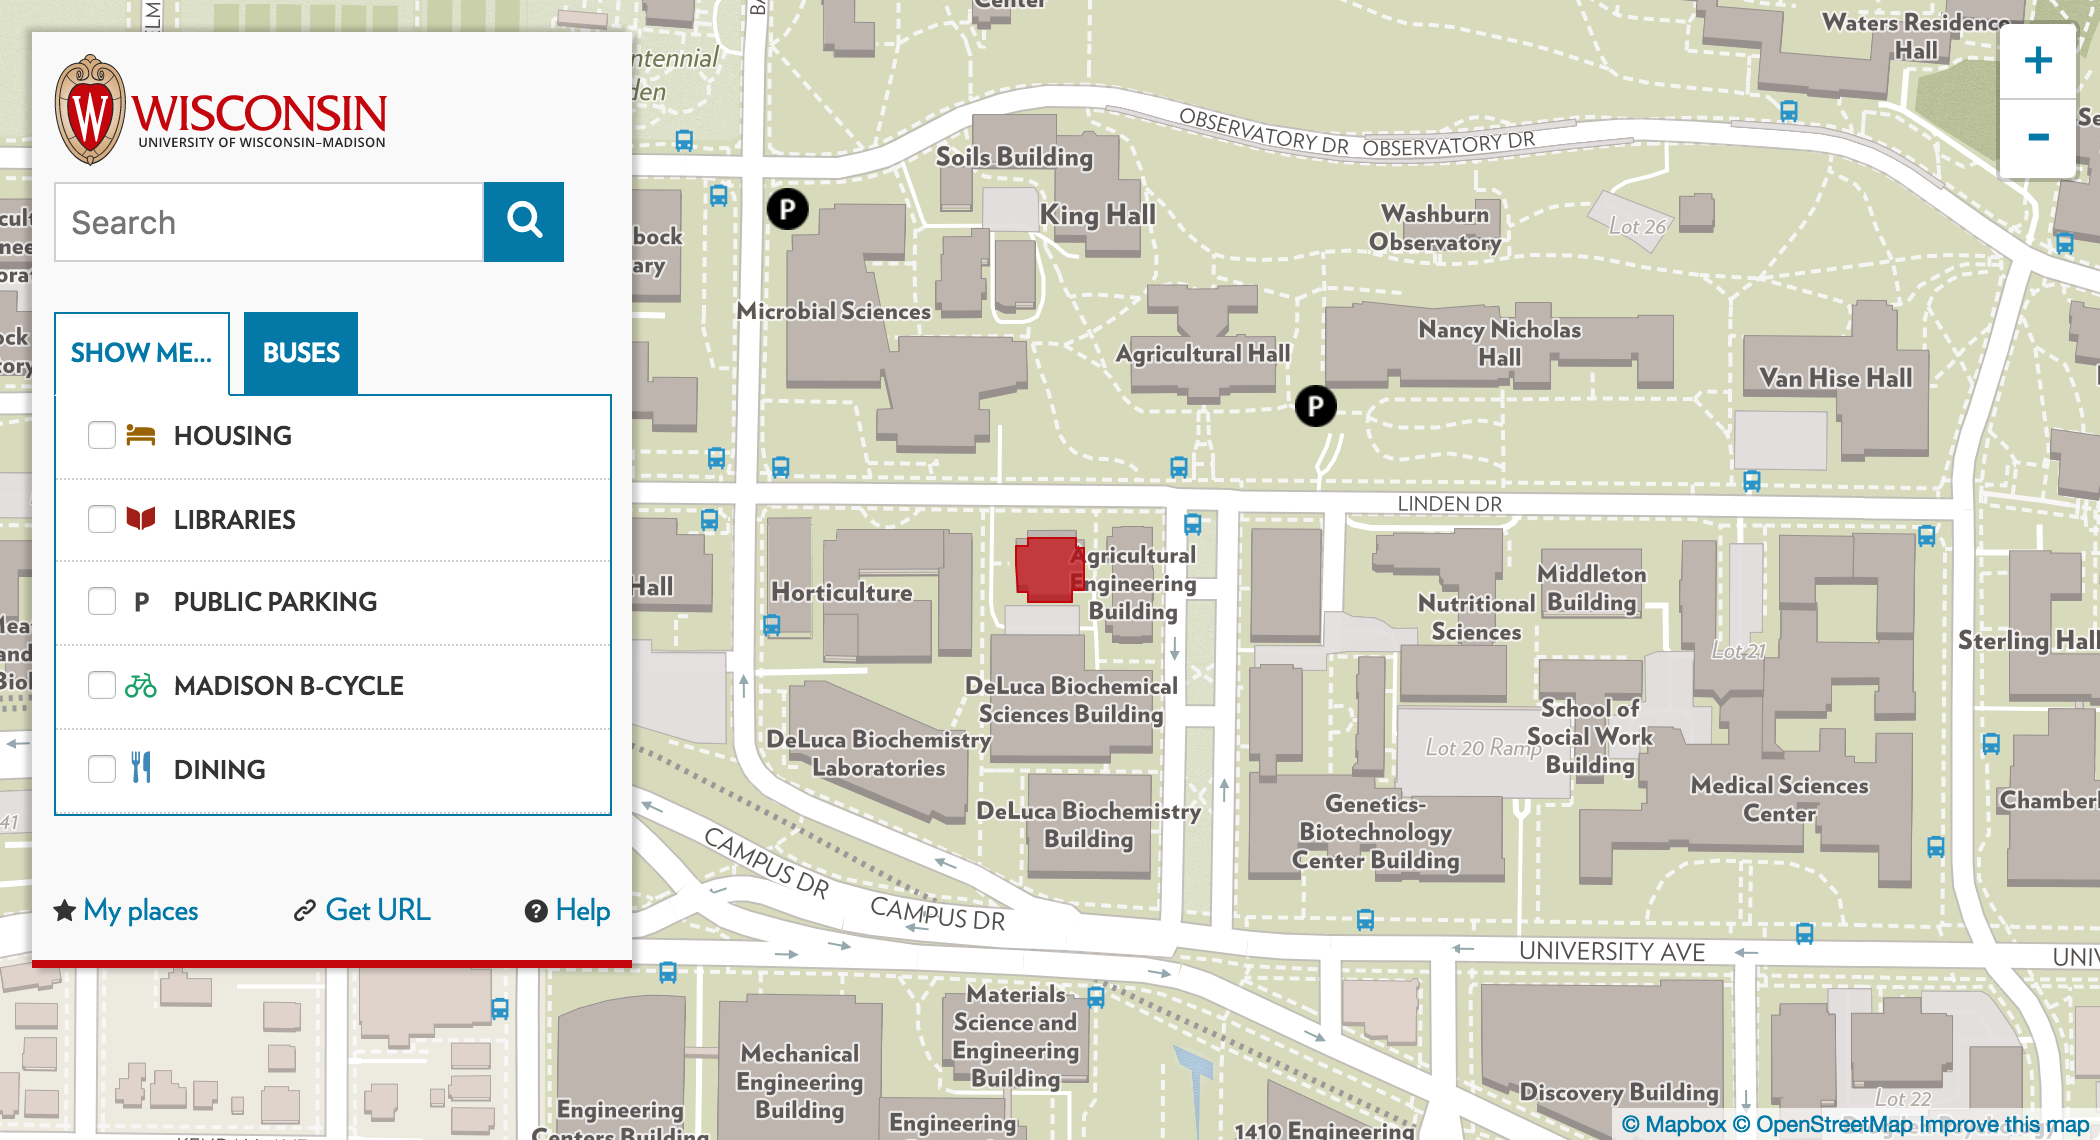 W
WISCONSIN
UNIVERSITY OF WISCONSIN–MADISON
Search
SHOW ME...
BUSES
HOUSING
LIBRARIES
P PUBLIC PARKING
MADISON B-CYCLE
DINING
My places
Get URL
? Help
+
-
Waters Residence
Hall
OBSERVATORY DR OBSERVATORY DR
Soils Building
King Hall
P
Washburn
Observatory
Lot 26
Microbial Sciences
Agricultural Hall
Nancy Nicholas
Hall
Van Hise Hall
P
LINDEN DR
Hall
Horticulture
Agricultural
Engineering
Building
Nutritional
Sciences
Middleton
Building
Lot 21
Sterling Hall
DeLuca Biochemical
Sciences Building
DeLuca Biochemistry
Laboratories
DeLuca Biochemistry
Building
Lot 20 Ramp
School of
Social Work
Building
Genetics-
Biotechnology
Center Building
Medical Sciences
Center
CAMPUS DR
CAMPUS DR
UNIVERSITY AVE
Materials
Science and
Engineering
Building
Mechanical
Engineering
Building
Engineering
Centers Building
Engineering
1410 Engineering
Discovery Building
Lot 22
41
© Mapbox © OpenStreetMap Improve this map